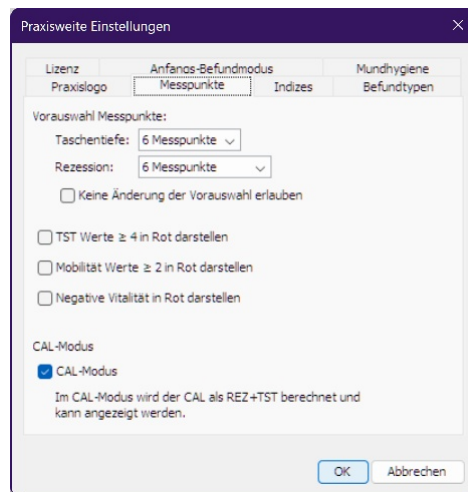 Praxisweite Einstellungen
Lizenz Anfangs-Befundmodus Mundhygiene
Praxislogo Messpunkte Indizes Befundtypen
Vorauswahl Messpunkte:
Taschentiefe: 6 Messpunkte
Rezession: 6 Messpunkte
Keine Änderung der Vorauswahl erlauben
TST Werte ≥ 4 in Rot darstellen
Mobilität Werte ≥ 2 in Rot darstellen
Negative Vitalität in Rot darstellen
CAL-Modus
CAL-Modus
Im CAL-Modus wird der CAL als REZ+TST berechnet und
kann angezeigt werden.
OK Abbrechen